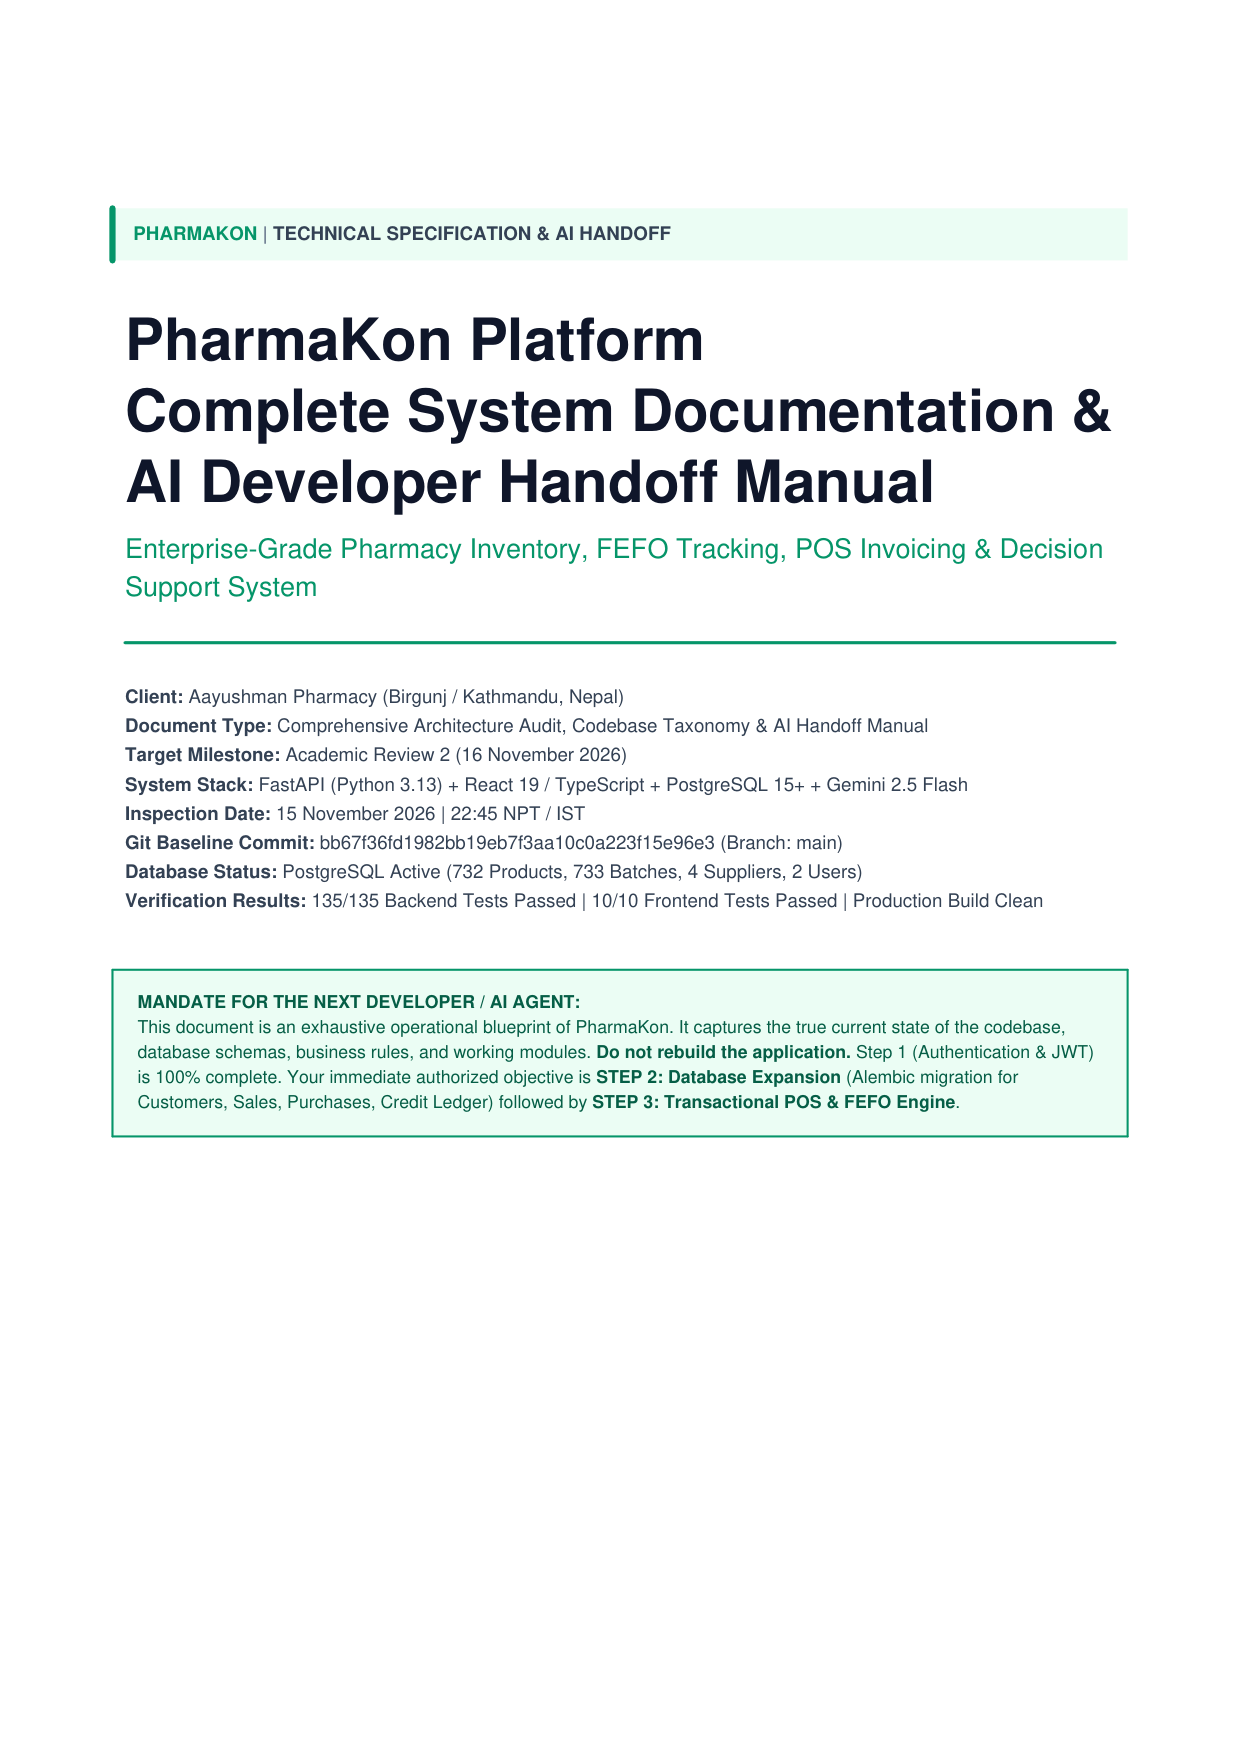 PHARMAKON | TECHNICAL SPECIFICATION & AI HANDOFF
PharmaKon Platform
Complete System Documentation &
AI Developer Handoff Manual
Enterprise-Grade Pharmacy Inventory, FEFO Tracking, POS Invoicing & Decision
Support System
Client: Aayushman Pharmacy (Birgunj / Kathmandu, Nepal)
Document Type: Comprehensive Architecture Audit, Codebase Taxonomy & AI Handoff Manual
Target Milestone: Academic Review 2 (16 November 2026)
System Stack: FastAPI (Python 3.13) + React 19 / TypeScript + PostgreSQL 15+ + Gemini 2.5 Flash
Inspection Date: 15 November 2026 | 22:45 NPT / IST
Git Baseline Commit: bb67f36fd1982bb19eb7f3aa10c0a223f15e96e3 (Branch: main)
Database Status: PostgreSQL Active (732 Products, 733 Batches, 4 Suppliers, 2 Users)
Verification Results: 135/135 Backend Tests Passed | 10/10 Frontend Tests Passed | Production Build Clean
MANDATE FOR THE NEXT DEVELOPER / AI AGENT:
This document is an exhaustive operational blueprint of PharmaKon. It captures the true current state of the codebase,
database schemas, business rules, and working modules. Do not rebuild the application. Step 1 (Authentication & JWT)
is 100% complete. Your immediate authorized objective is STEP 2: Database Expansion (Alembic migration for
Customers, Sales, Purchases, Credit Ledger) followed by STEP 3: Transactional POS & FEFO Engine.